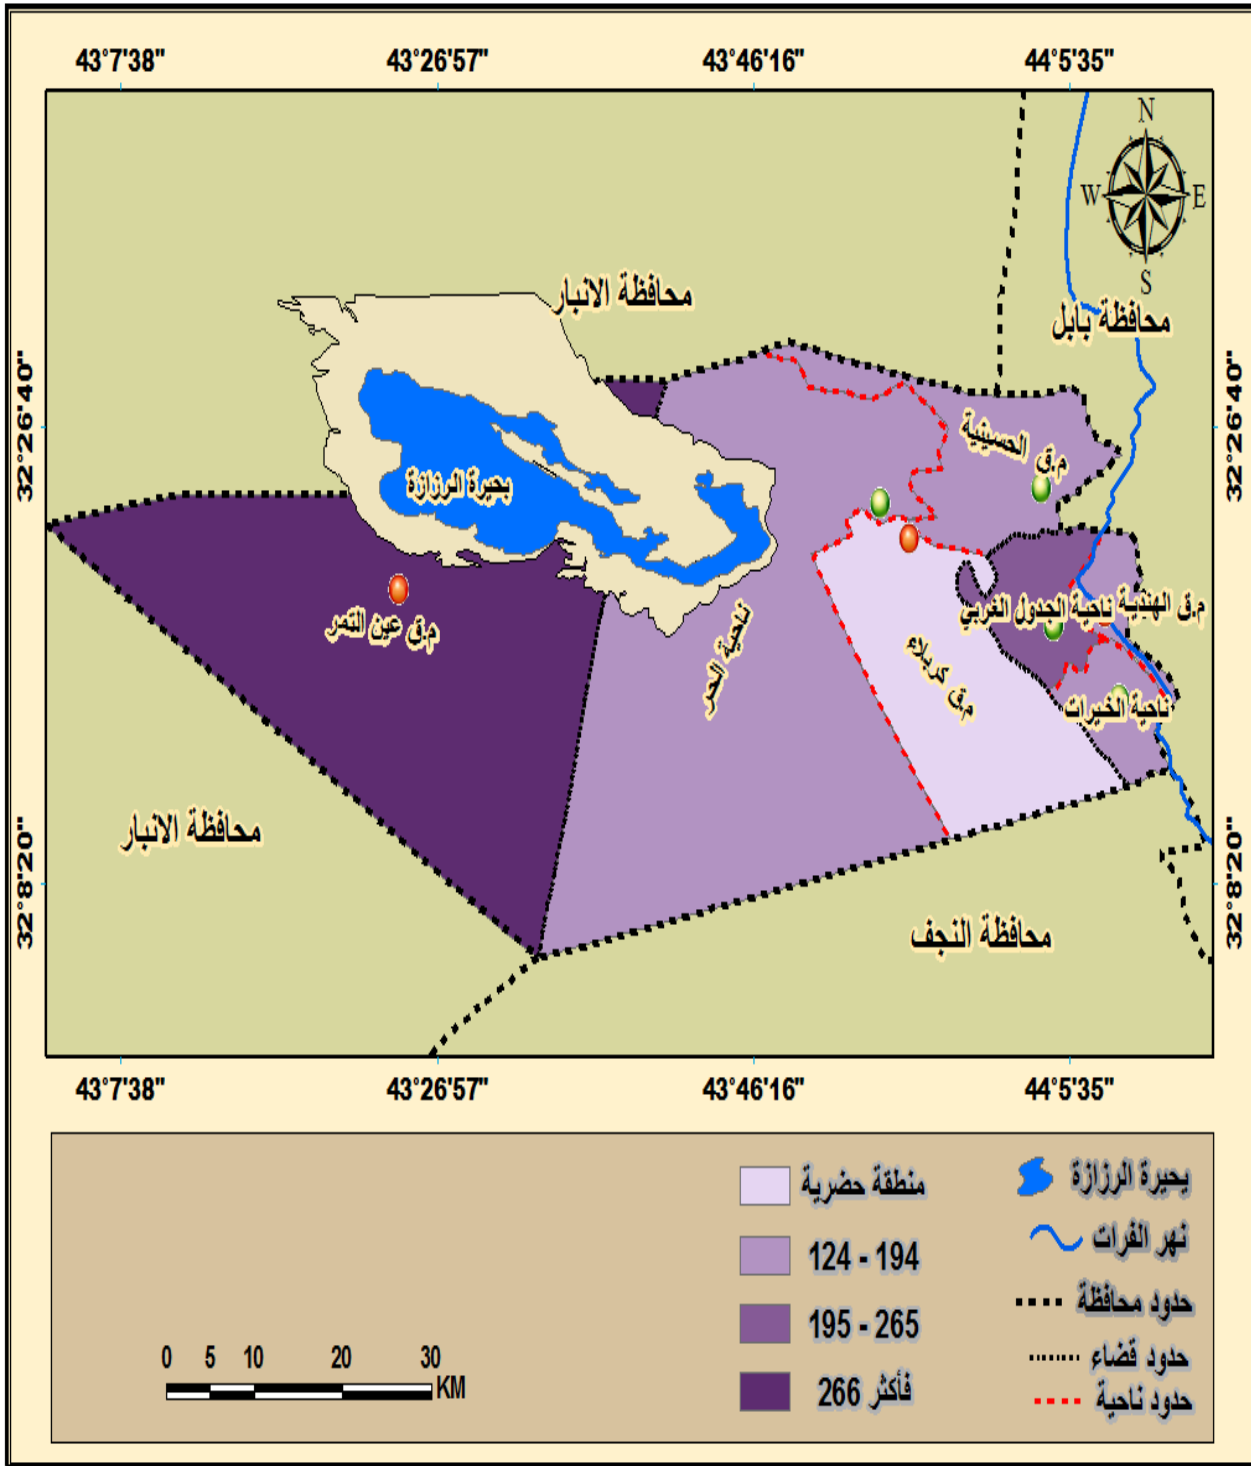 43°7'38"
43°26'57"
43°46'16"
44°5'35"
N
W
E
S
محافظة الانبار
محافظة بابل
32°26'40"
32°26'40"
م.ق الحسينية
بحيرة الرزازة
م.ق عين التمر
ناحية الحر
م.ق كربلاء
ناحية الجدول الغربي
م.ق الهندية
ناحية الخيرات
محافظة الانبار
محافظة النجف
32°8'20"
32°8'20"
43°7'38"
43°26'57"
43°46'16"
44°5'35"
يحيرة الرزازة
نهر الفرات
حدود محافظة
حدود قضاء
حدود ناحية
منطقة حضرية
124 - 194
195 - 265
266 فأكثر
0 5 10 20 30
KM